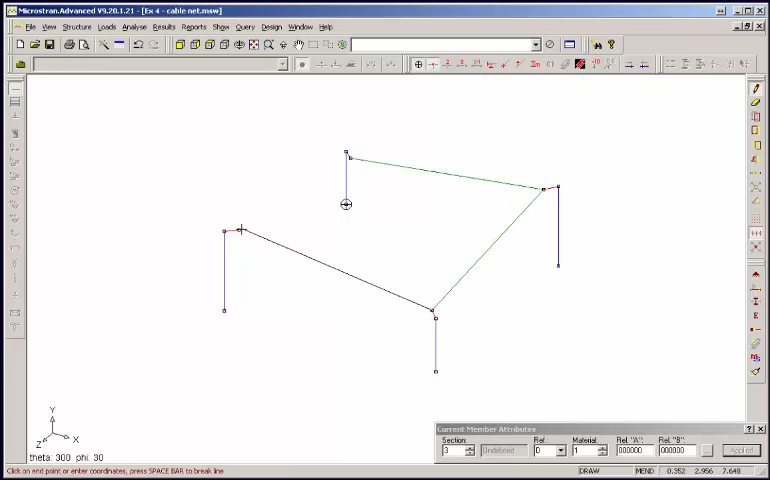 Microstran.Advanced V9.20.1.21 - [Ex 4 - cable net.msw]
File View Structure Loads Analyse Results Reports Show Query Design Window Help
Y
X
Z
theta: 300 phi: 30
Current Member Attributes
Section: Ref.: Material: Rel. "A": Rel. "B":
3 Undefined 0 1 000000 000000 ... Applied
Click on end point or enter coordinates, press SPACE BAR to break line
DRAW MEND 0.352 2.956 7.648